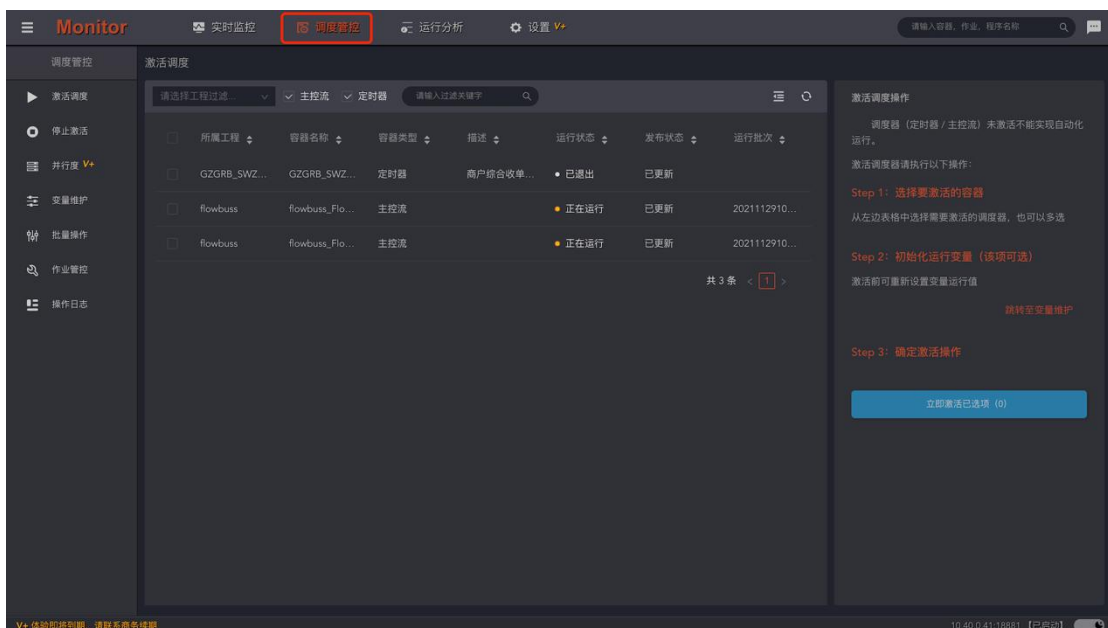 Monitor 实时监控 调度管控 运行分析 设置 V+ 请输入容器, 作业, 程序名称
调度管控 激活调度
激活调度
停止激活
并行度 V+
变量维护
批量操作
作业管控
操作日志
请选择工程过滤... 主控流 定时器 请输入过滤关键字
所属工程 容器名称 容器类型 描述 运行状态 发布状态 运行批次
GZGRB_SWZ... GZGRB_SWZ... 定时器 商户综合收单... 已退出 已更新
flowbuss flowbuss_Flo... 主控流 正在运行 已更新 2021112910...
flowbuss flowbuss_Flo... 主控流 正在运行 已更新 2021112910...
共 3 条 < 1 >
激活调度操作
调度器（定时器 / 主控流）未激活不能实现自动化
运行。
激活调度器请执行以下操作:
Step 1：选择要激活的容器
从左边表格中选择需要激活的调度器，也可以多选
Step 2：初始化运行变量（该项可选）
激活前可重新设置变量运行值
跳转至变量维护
Step 3：确定激活操作
立即激活已选项（0）
V+ 体验即将到期，请联系商务续期 10.40.0.41:18881 【已启动】